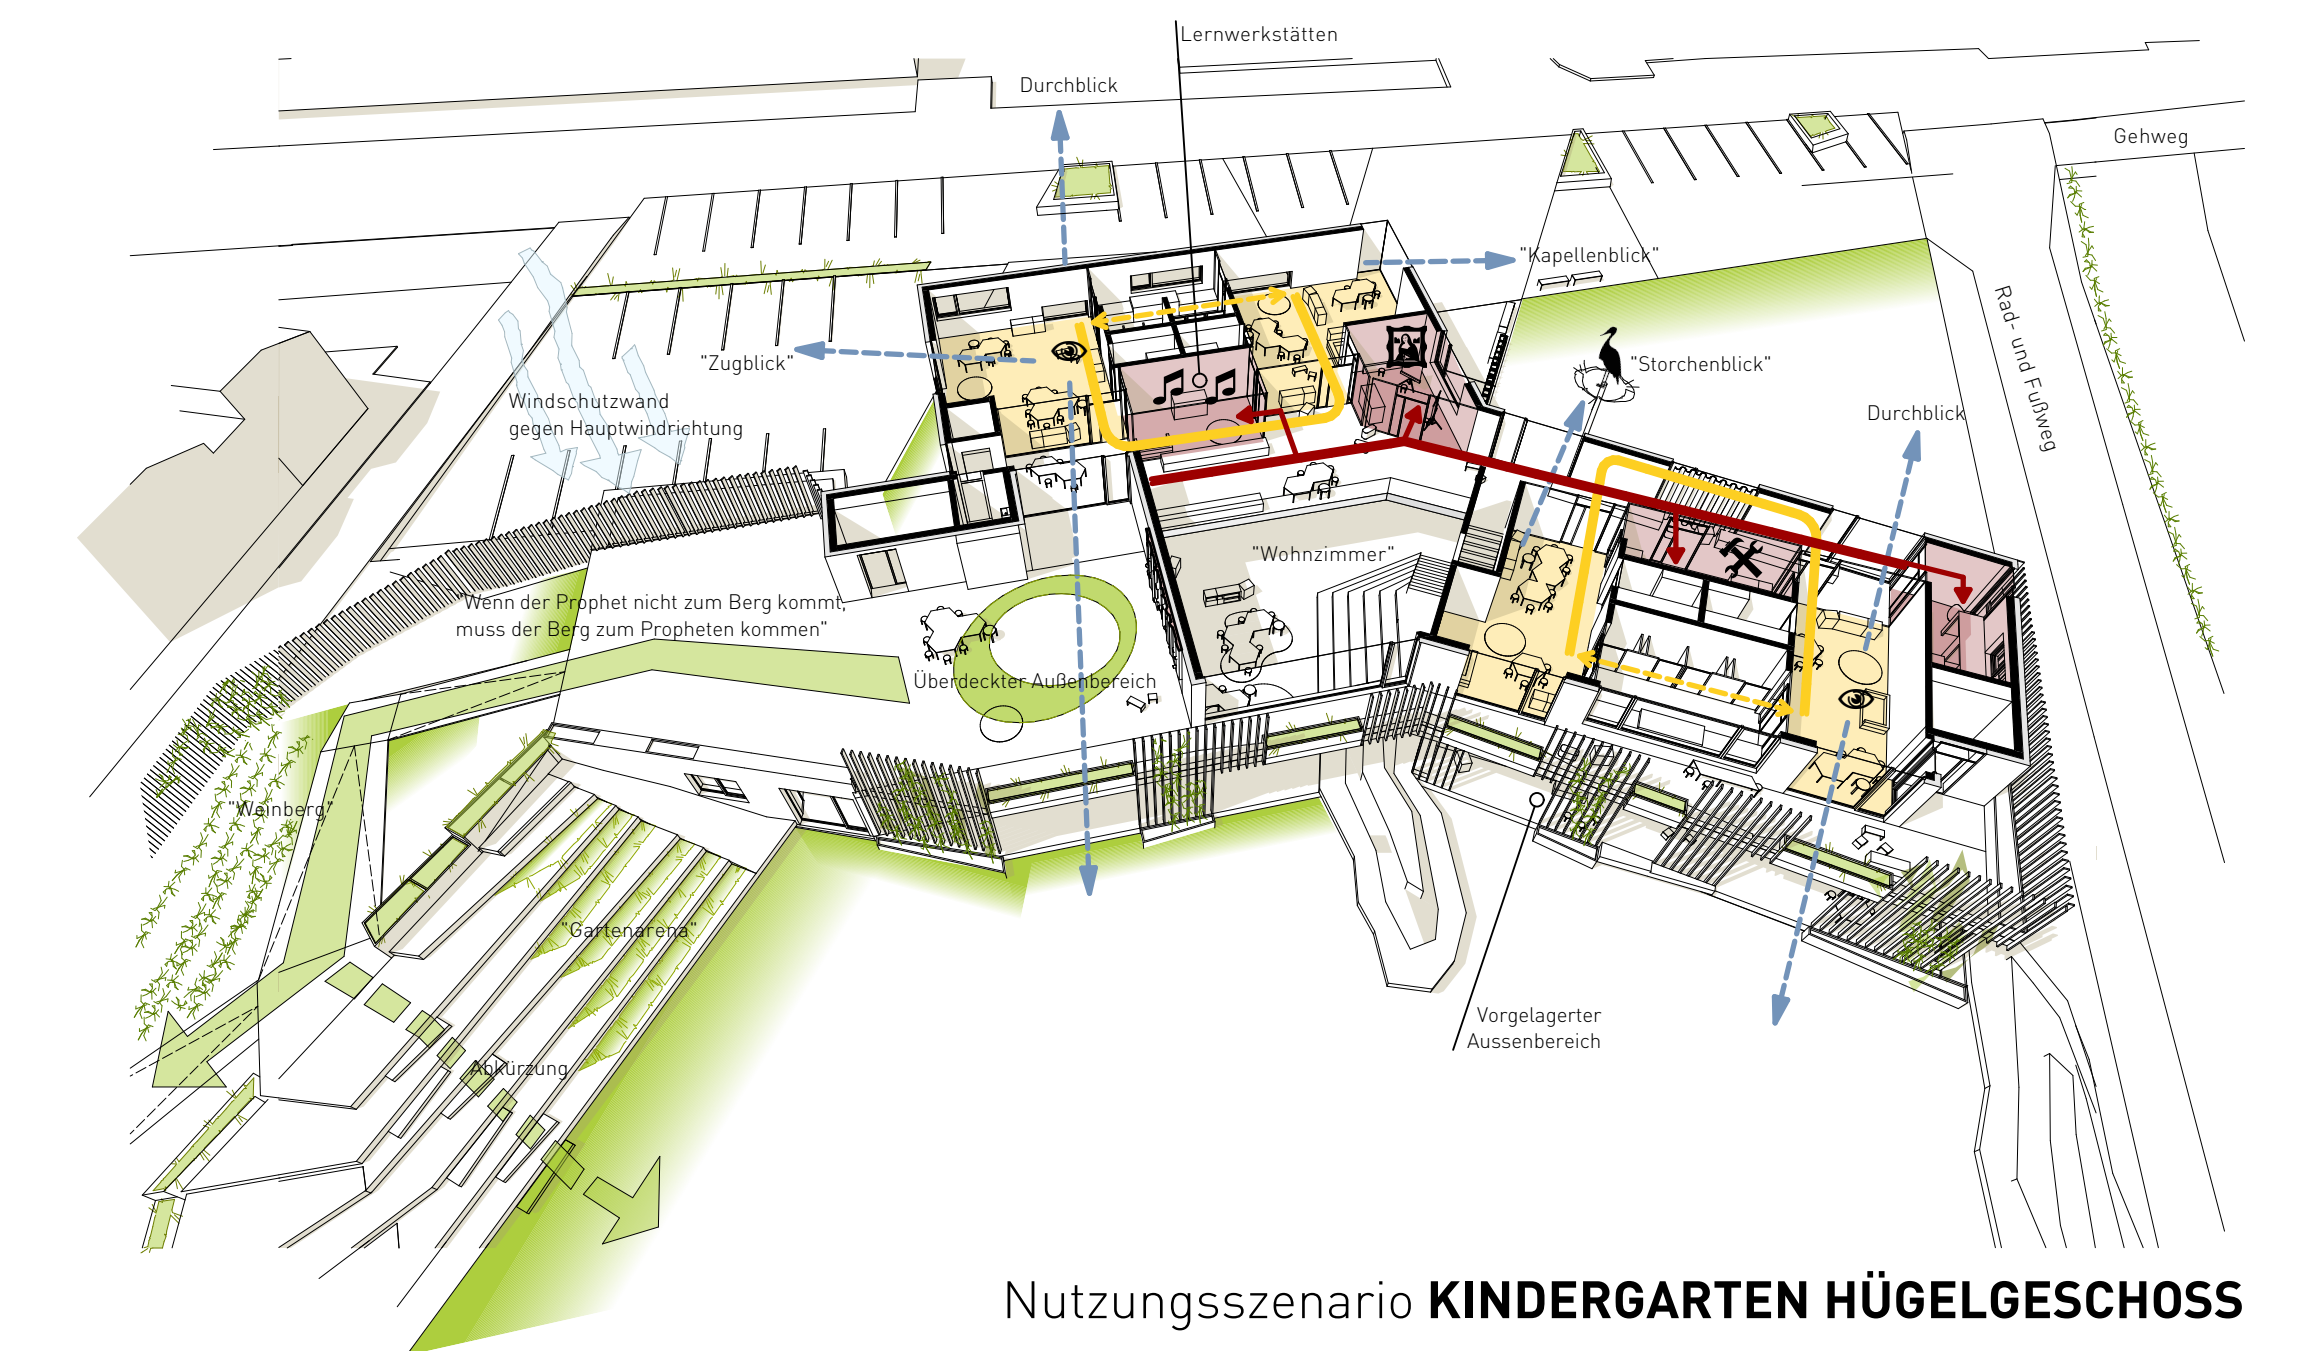 Lernwerkstätten
Durchblick
Gehweg
"Kapellenblick"
"Zugblick"
"Storchenblick"
Rad- und Fußweg
Windschutzwand
gegen Hauptwindrichtung
Durchblick
"Wohnzimmer"
"Wenn der Prophet nicht zum Berg kommt,
muss der Berg zum Propheten kommen"
Überdeckter Außenbereich
"Weinberg"
"Gartenarena"
Vorgelagerter
Aussenbereich
Abkürzung
Nutzungsszenario KINDERGARTEN HÜGELGESCHOSS